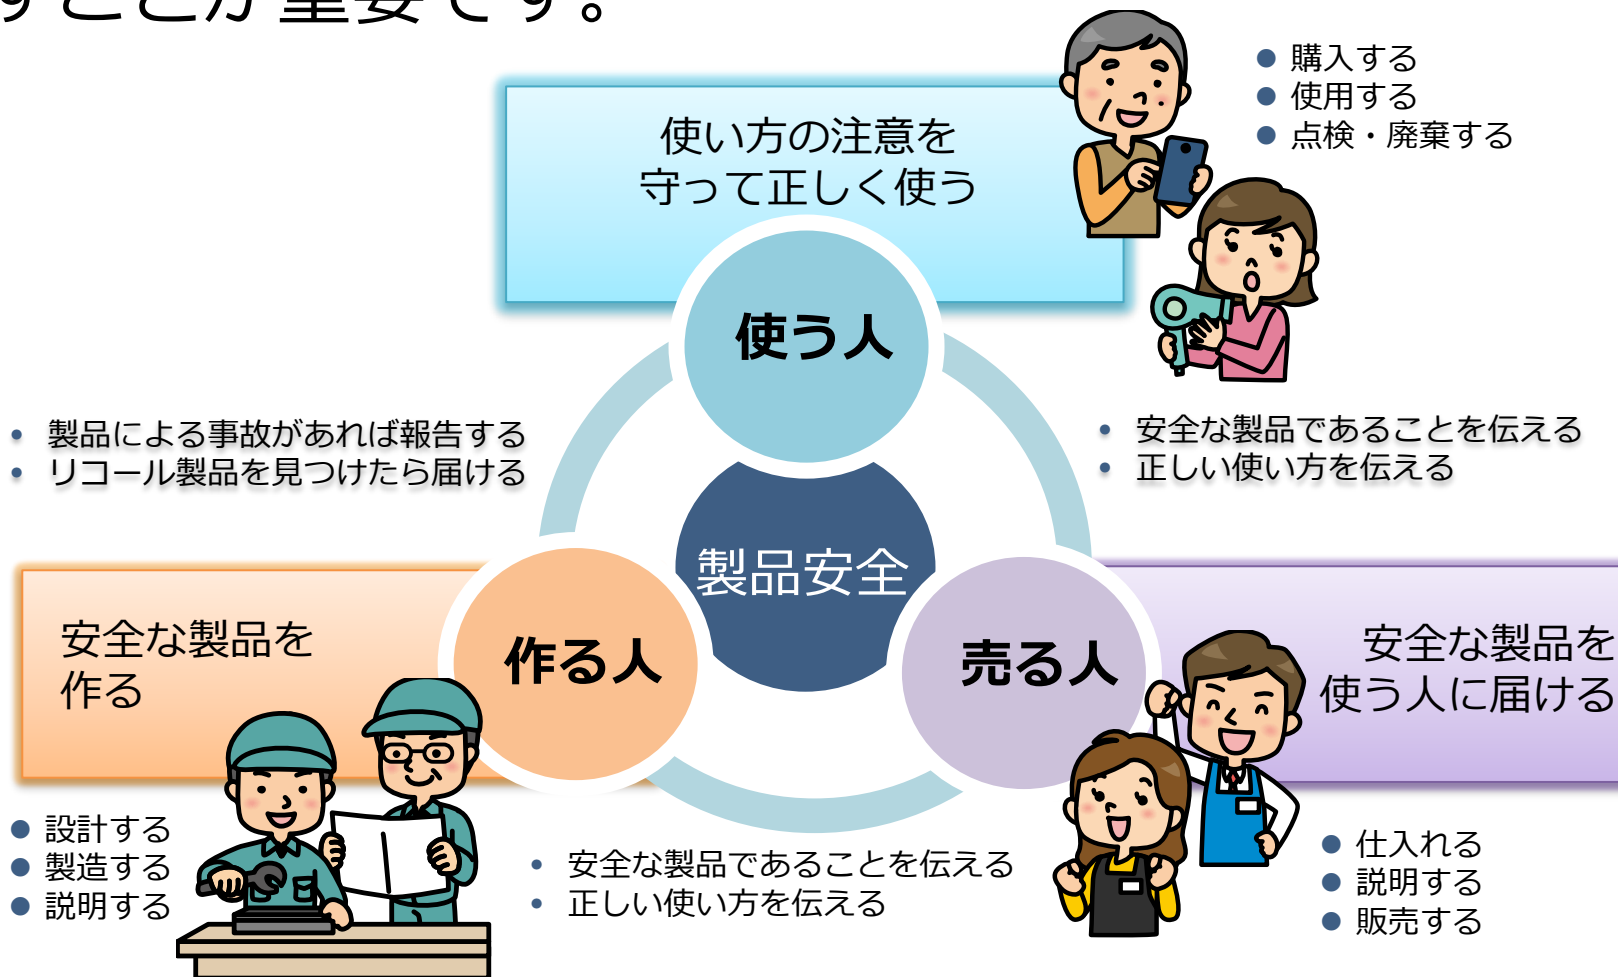 すことが重要です。
使い方の注意を
守って正しく使う
購入する
使用する
点検・廃棄する
使う人
製品による事故があれば報告する
リコール製品を見つけたら届ける
安全な製品であることを伝える
正しい使い方を伝える
製品安全
安全な製品を
作る
作る人
売る人
安全な製品を
使う人に届ける
設計する
製造する
説明する
安全な製品であることを伝える
正しい使い方を伝える
仕入れる
説明する
販売する